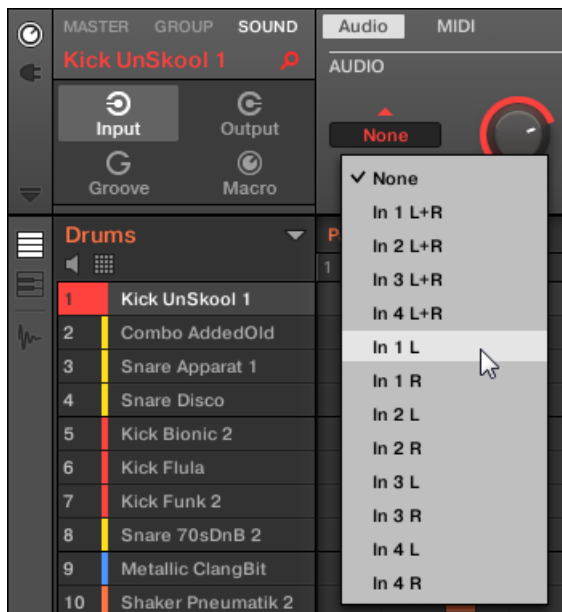 MASTER GROUP SOUND Audio MIDI
Kick UnSkool 1
AUDIO
Input Output
None
Groove Macro
None
In 1 L+R
In 2 L+R
In 3 L+R
In 4 L+R
In 1 L
In 1 R
In 2 L
In 2 R
In 3 L
In 3 R
In 4 L
In 4 R
Drums
P
1
1 Kick UnSkool 1
2 Combo AddedOld
3 Snare Apparat 1
4 Snare Disco
5 Kick Bionic 2
6 Kick Flula
7 Kick Funk 2
8 Snare 70sDnB 2
9 Metallic ClangBit
10 Shaker Pneumatik 2